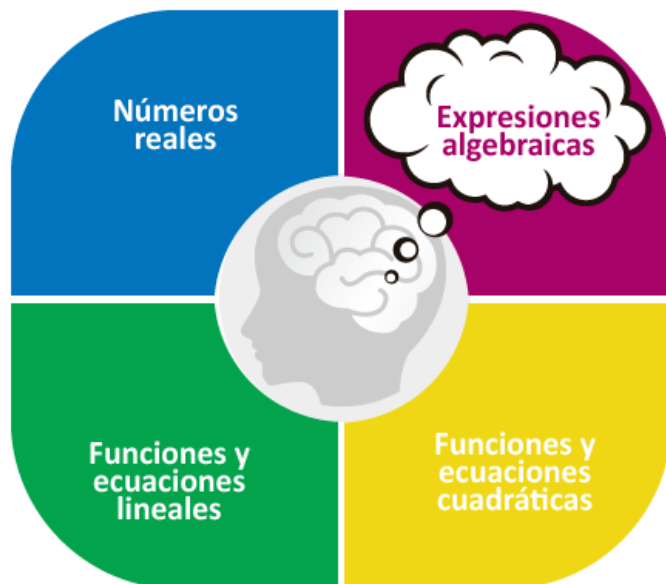 Números
reales
Expresiones
algebraicas
Funciones y
ecuaciones
lineales
Funciones y
ecuaciones
cuadráticas